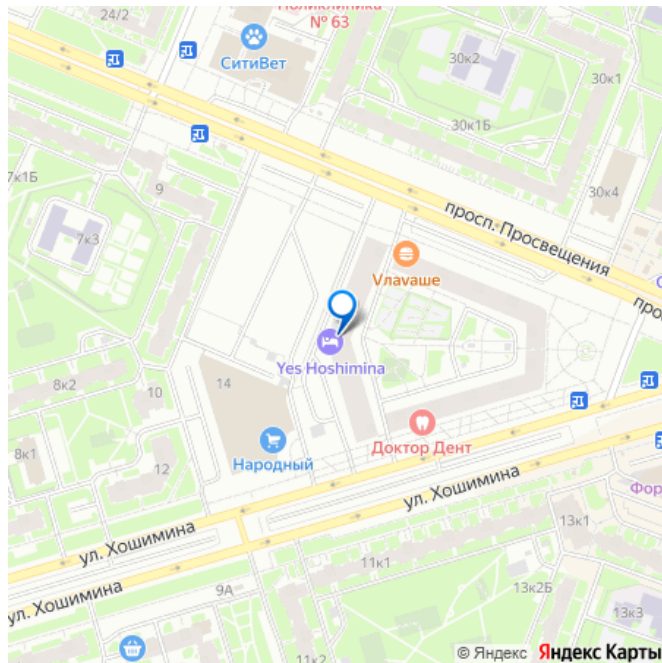 24/2
Поликлиника
№ 63
СитиВет
30к2
30к1
30к1Б
7к1Б
9
30к4
7к3
просп. Просвещения
Vлаvаше
Yes Hoshimina
8к2
14
10
Доктор Дент
8к1
Народный
12
ул. Хошимина
ул. Хошимина
13к1
11к1
9А
13к2Б
ул. Хошимина
13к3
11к2
© Яндекс Яндекс Карты